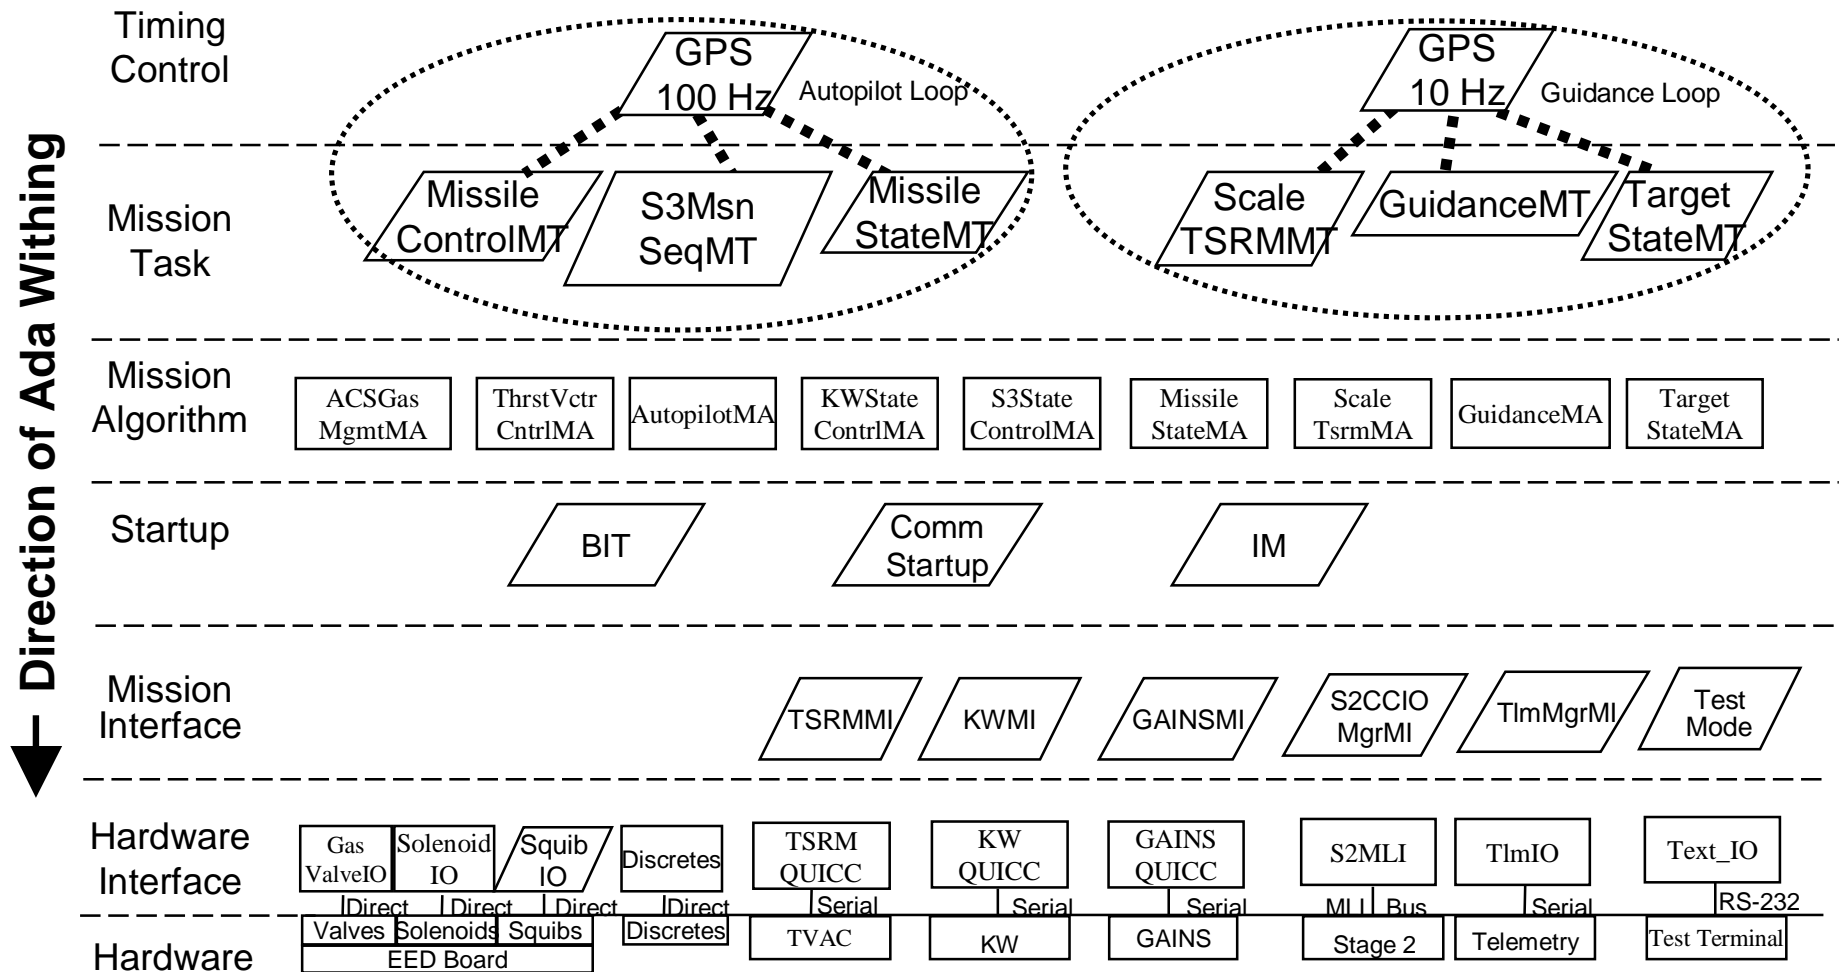 Timing
Control
GPS
100 Hz
Autopilot Loop
GPS
10 Hz
Guidance Loop
Direction of Ada Withing
Mission
Task
Missile
ControlMT
S3Msn
SeqMT
Missile
StateMT
Scale
TSRMMT
GuidanceMT
Target
StateMT
Mission
Algorithm
ACSGas
MgmtMA
ThrstVctr
CntrlMA
AutopilotMA
KWState
ContrlMA
S3State
ControlMA
Missile
StateMA
Scale
TsrmMA
GuidanceMA
Target
StateMA
Startup
BIT
Comm
Startup
IM
Mission
Interface
TSRMMI
KWMI
GAINSMI
S2CCIO
MgrMI
TlmMgrMI
Test
Mode
Hardware
Interface
Gas
ValveIO
Solenoid
IO
Squib
IO
Discretes
TSRM
QUICC
KW
QUICC
GAINS
QUICC
S2MLI
TlmIO
Text_IO
Direct
Direct
Direct
Direct
Serial
Serial
Serial
MLI Bus
Serial
RS-232
Hardware
Valves
Solenoids
Squibs
EED Board
Discretes
TVAC
KW
GAINS
Stage 2
Telemetry
Test Terminal